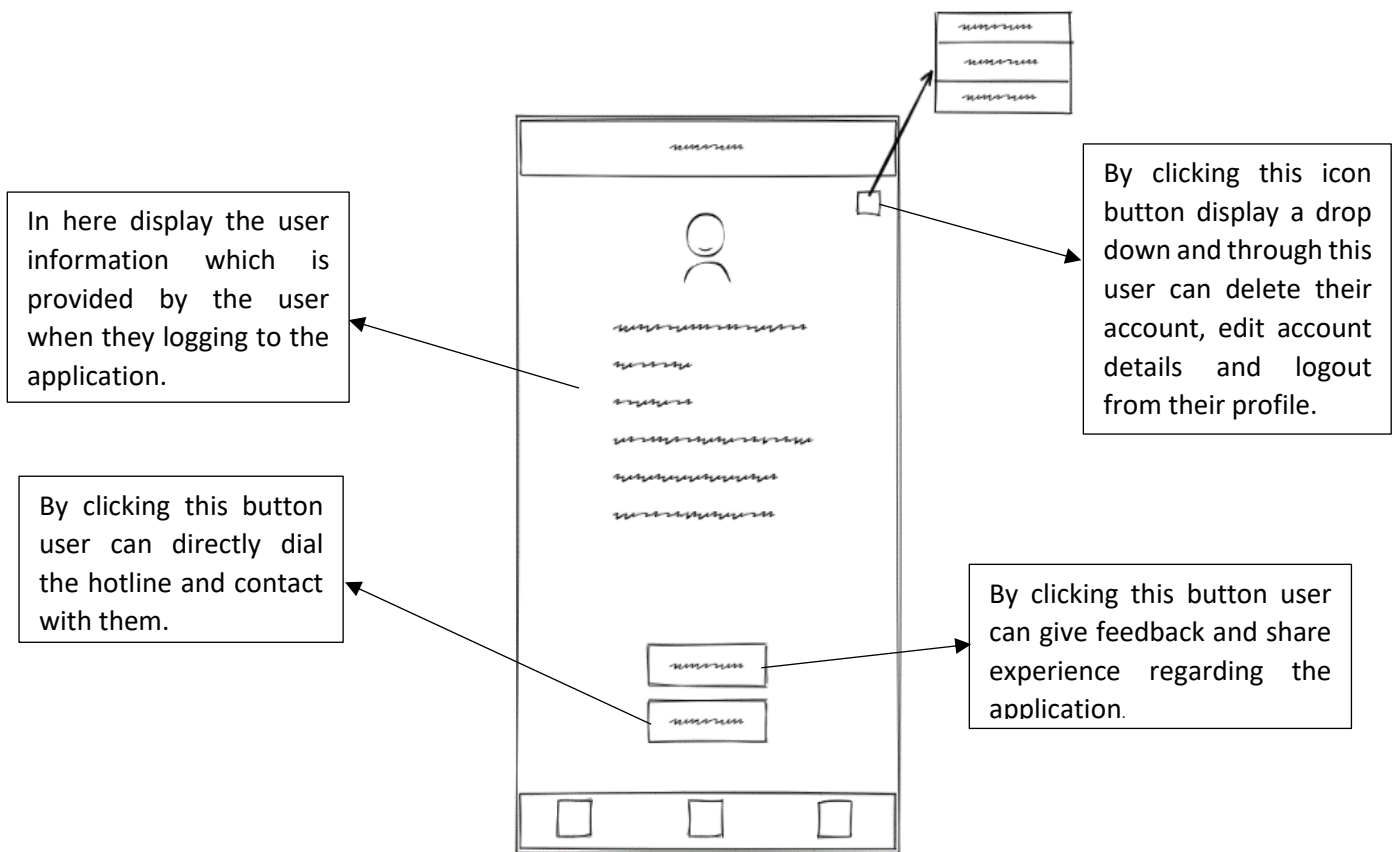 In here display the user
information which is
provided by the user
when they logging to the
application.
By clicking this icon
button display a drop
down and through this
user can delete their
account, edit account
details and logout
from their profile.
By clicking this button
user can directly dial
the hotline and contact
with them.
By clicking this button user
can give feedback and share
experience regarding the
application.